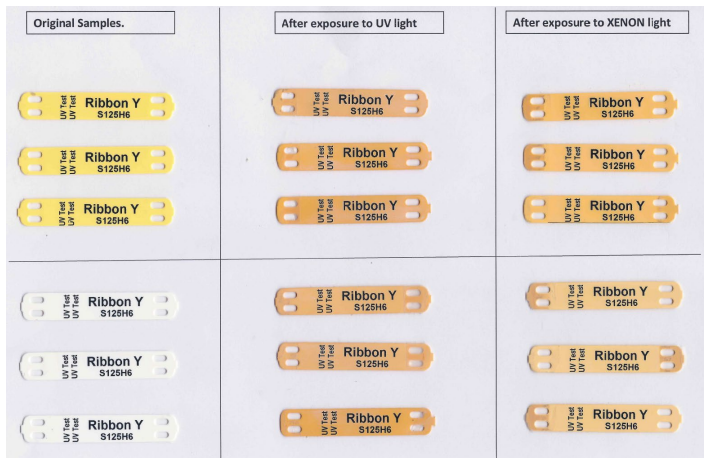 Original Samples.
After exposure to UV light
After exposure to XENON light
UV Test
UV Test
Ribbon Y
S125H6
UV Test
UV Test
Ribbon Y
S125H6
UV Test
UV Test
Ribbon Y
S125H6
UV Test
UV Test
Ribbon Y
S125H6
UV Test
UV Test
Ribbon Y
S125H6
UV Test
UV Test
Ribbon Y
S125H6
UV Test
UV Test
Ribbon Y
S125H6
UV Test
UV Test
Ribbon Y
S125H6
UV Test
UV Test
Ribbon Y
S125H6
UV Test
UV Test
Ribbon Y
S125H6
UV Test
UV Test
Ribbon Y
S125H6
UV Test
UV Test
Ribbon Y
S125H6
UV Test
UV Test
Ribbon Y
S125H6
UV Test
UV Test
Ribbon Y
S125H6
UV Test
UV Test
Ribbon Y
S125H6
UV Test
UV Test
Ribbon Y
S125H6
UV Test
UV Test
Ribbon Y
S125H6
UV Test
UV Test
Ribbon Y
S125H6